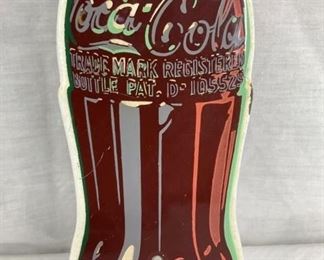 Coca-Cola
TRADE MARK REGISTERED
BOTTLE PAT. D-105529